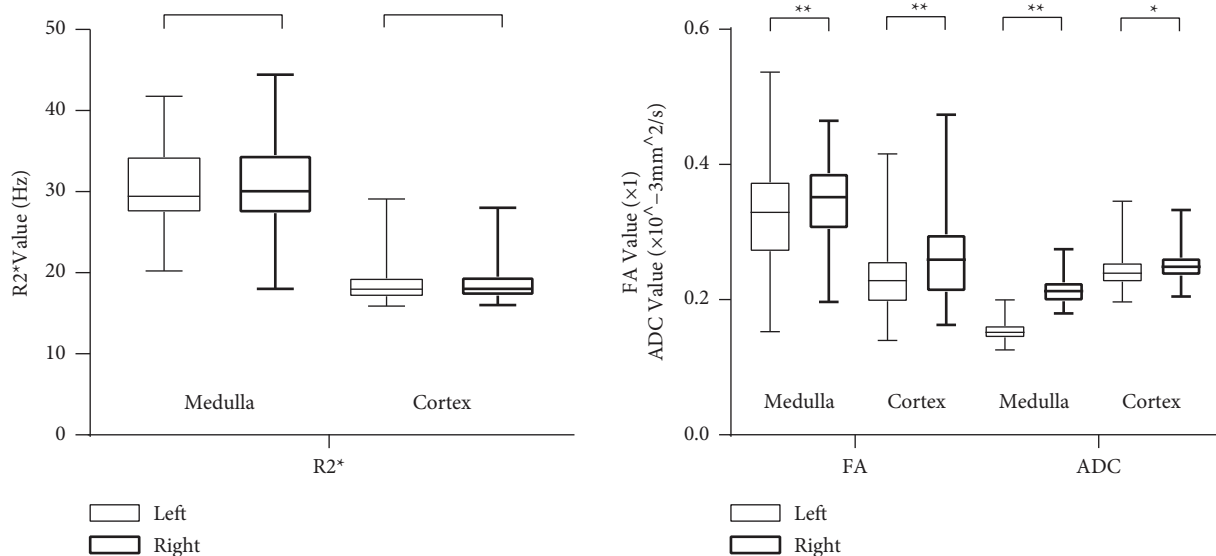 50
40
30
20
10
0
R2*Value (Hz)
Medulla
Cortex
R2*
Left
Right
** ** ** *
0.6
0.4
0.2
0.0
FA Value (×1)
ADC Value (×10^−3mm^2/s)
Medulla
Cortex
Medulla
Cortex
FA
ADC
Left
Right